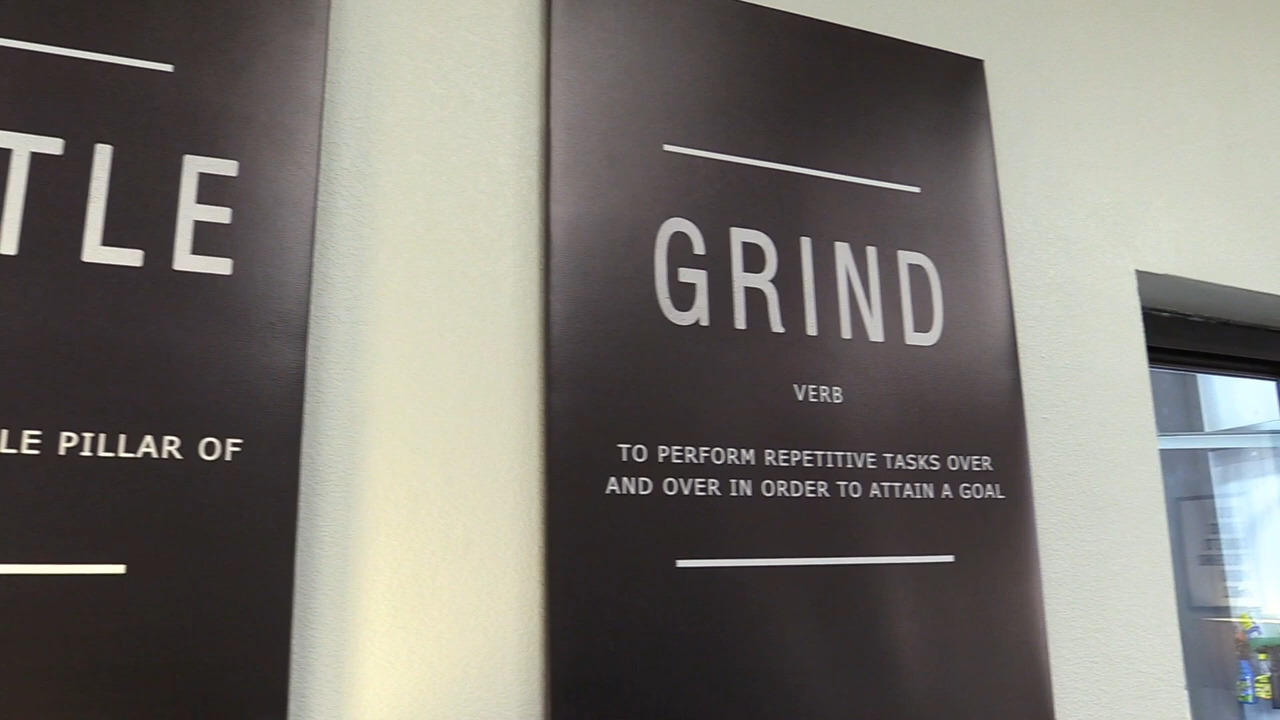 TLE
LE PILLAR OF
GRIND
VERB
TO PERFORM REPETITIVE TASKS OVER
AND OVER IN ORDER TO ATTAIN A GOAL